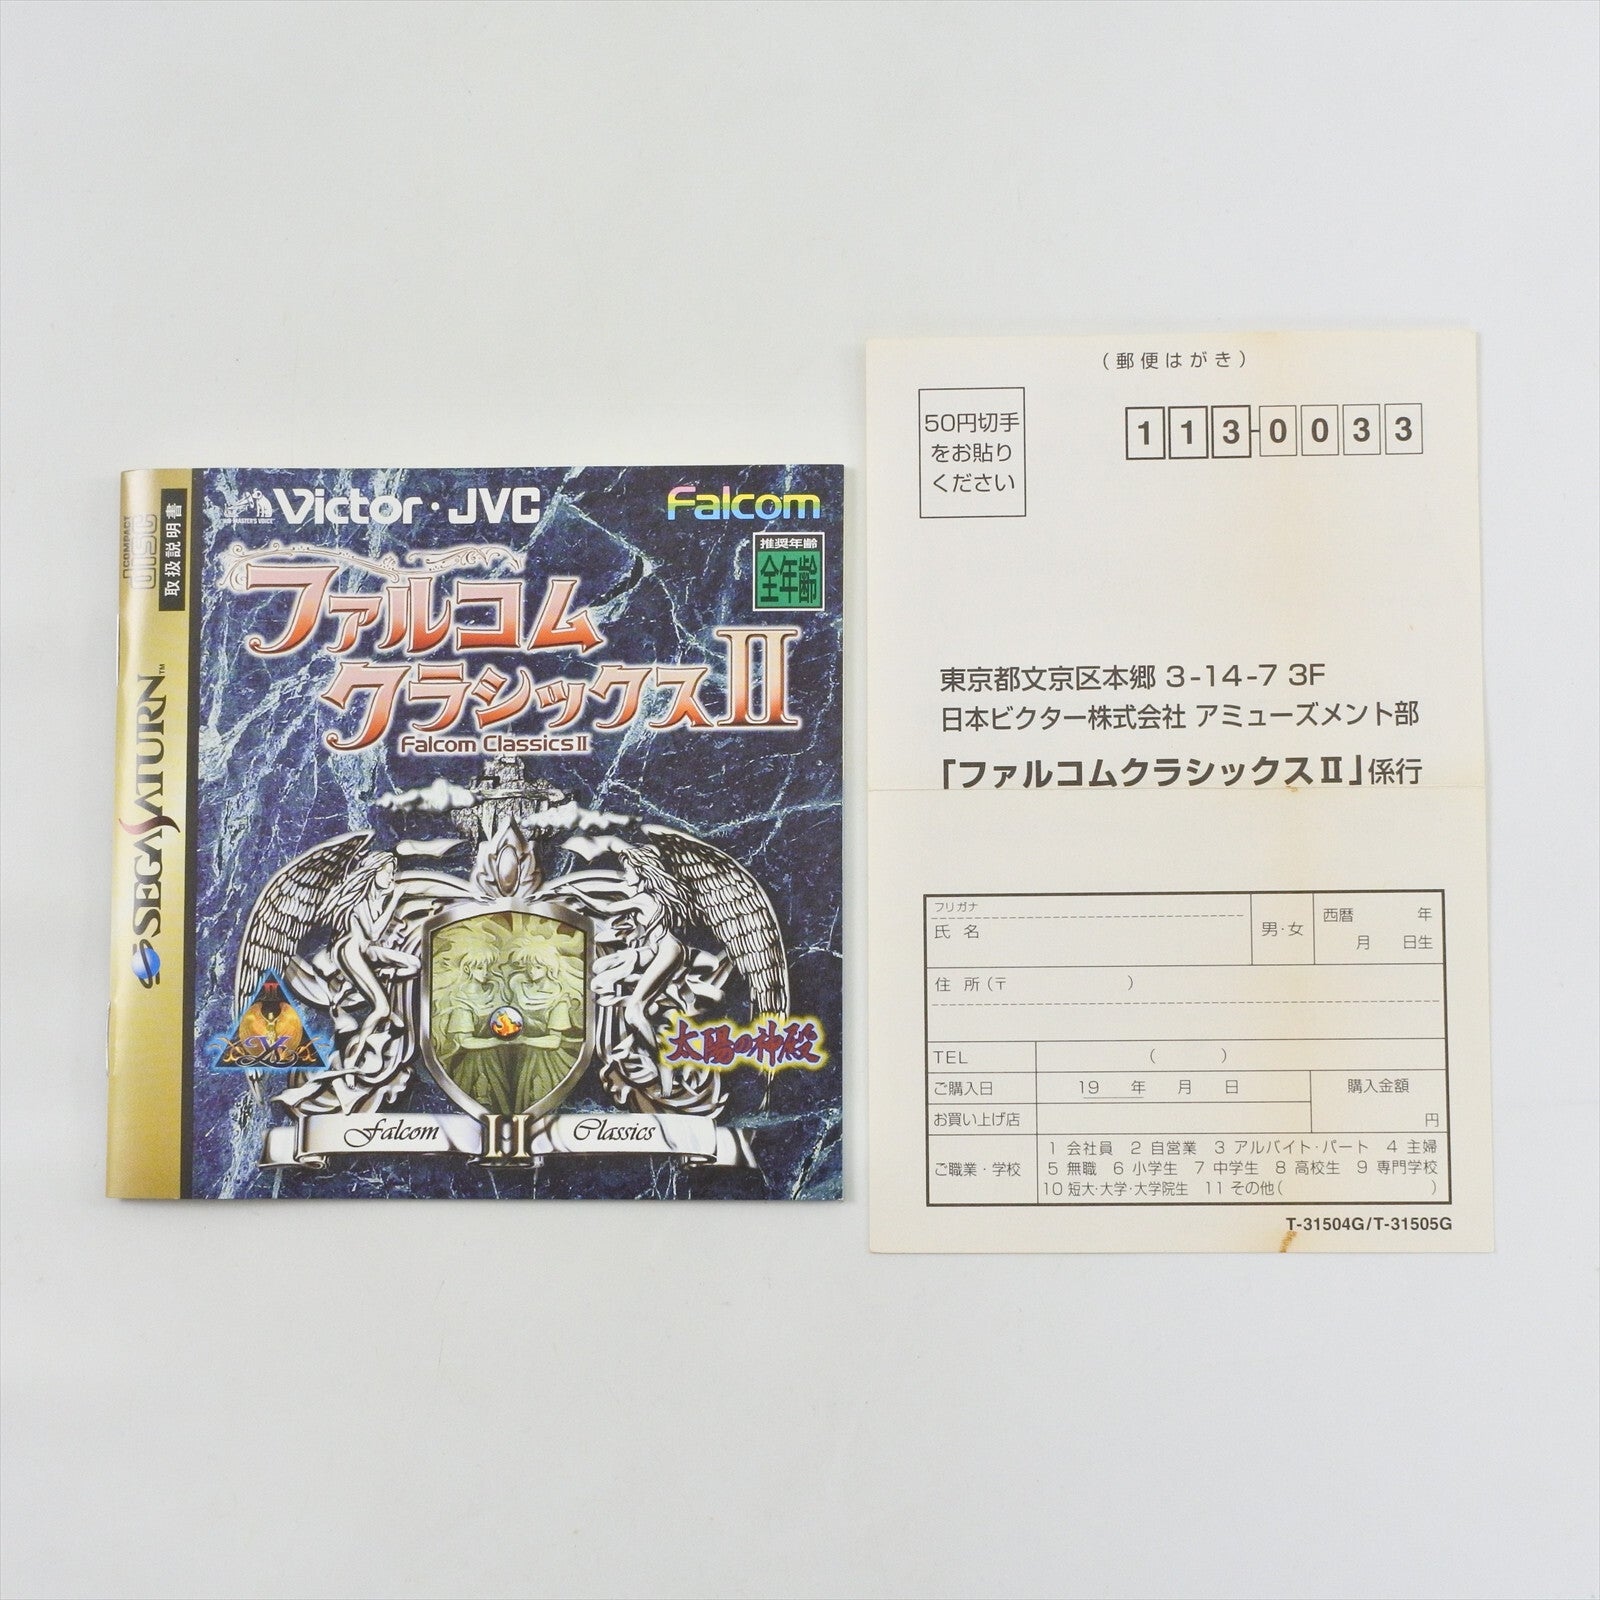 COMPACT
disc
取扱説明書
SEGA SATURN™
HIS MASTER'S VOICE
Victor・JVC
Falcom
推奨年齢
全年齢
ファルコム
クラシックスII
Falcom Classics II
II
Ys
太陽の神殿
Falcom II Classics
(郵便はがき)
50円切手
をお貼り
ください
113-0033
東京都文京区本郷 3-14-7 3F
日本ビクター株式会社 アミューズメント部
「ファルコムクラシックスII」係行
フリガナ
氏 名
男・女
西暦 年
月 日生
住 所(〒 )
TEL ( )
ご購入日 19 年 月 日
購入金額
お買い上げ店
円
ご職業・学校
1 会社員 2 自営業 3 アルバイト・パート 4 主婦
5 無職 6 小学生 7 中学生 8 高校生 9 専門学校
10 短大・大学・大学院生 11 その他( )
T-31504G/T-31505G